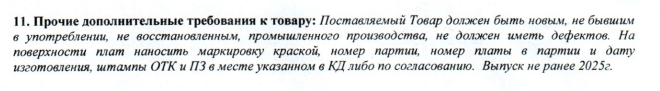 11. Прочие дополнительные требования к товару: Поставляемый Товар должен быть новым, не бывшим
в употреблении, не восстановленным, промышленного производства, не должен иметь дефектов. На
поверхности плат наносить маркировку краской, номер партии, номер платы в партии и дату
изготовления, штампы ОТК и ПЗ в месте указанном в КД либо по согласованию. Выпуск не ранее 2025г.